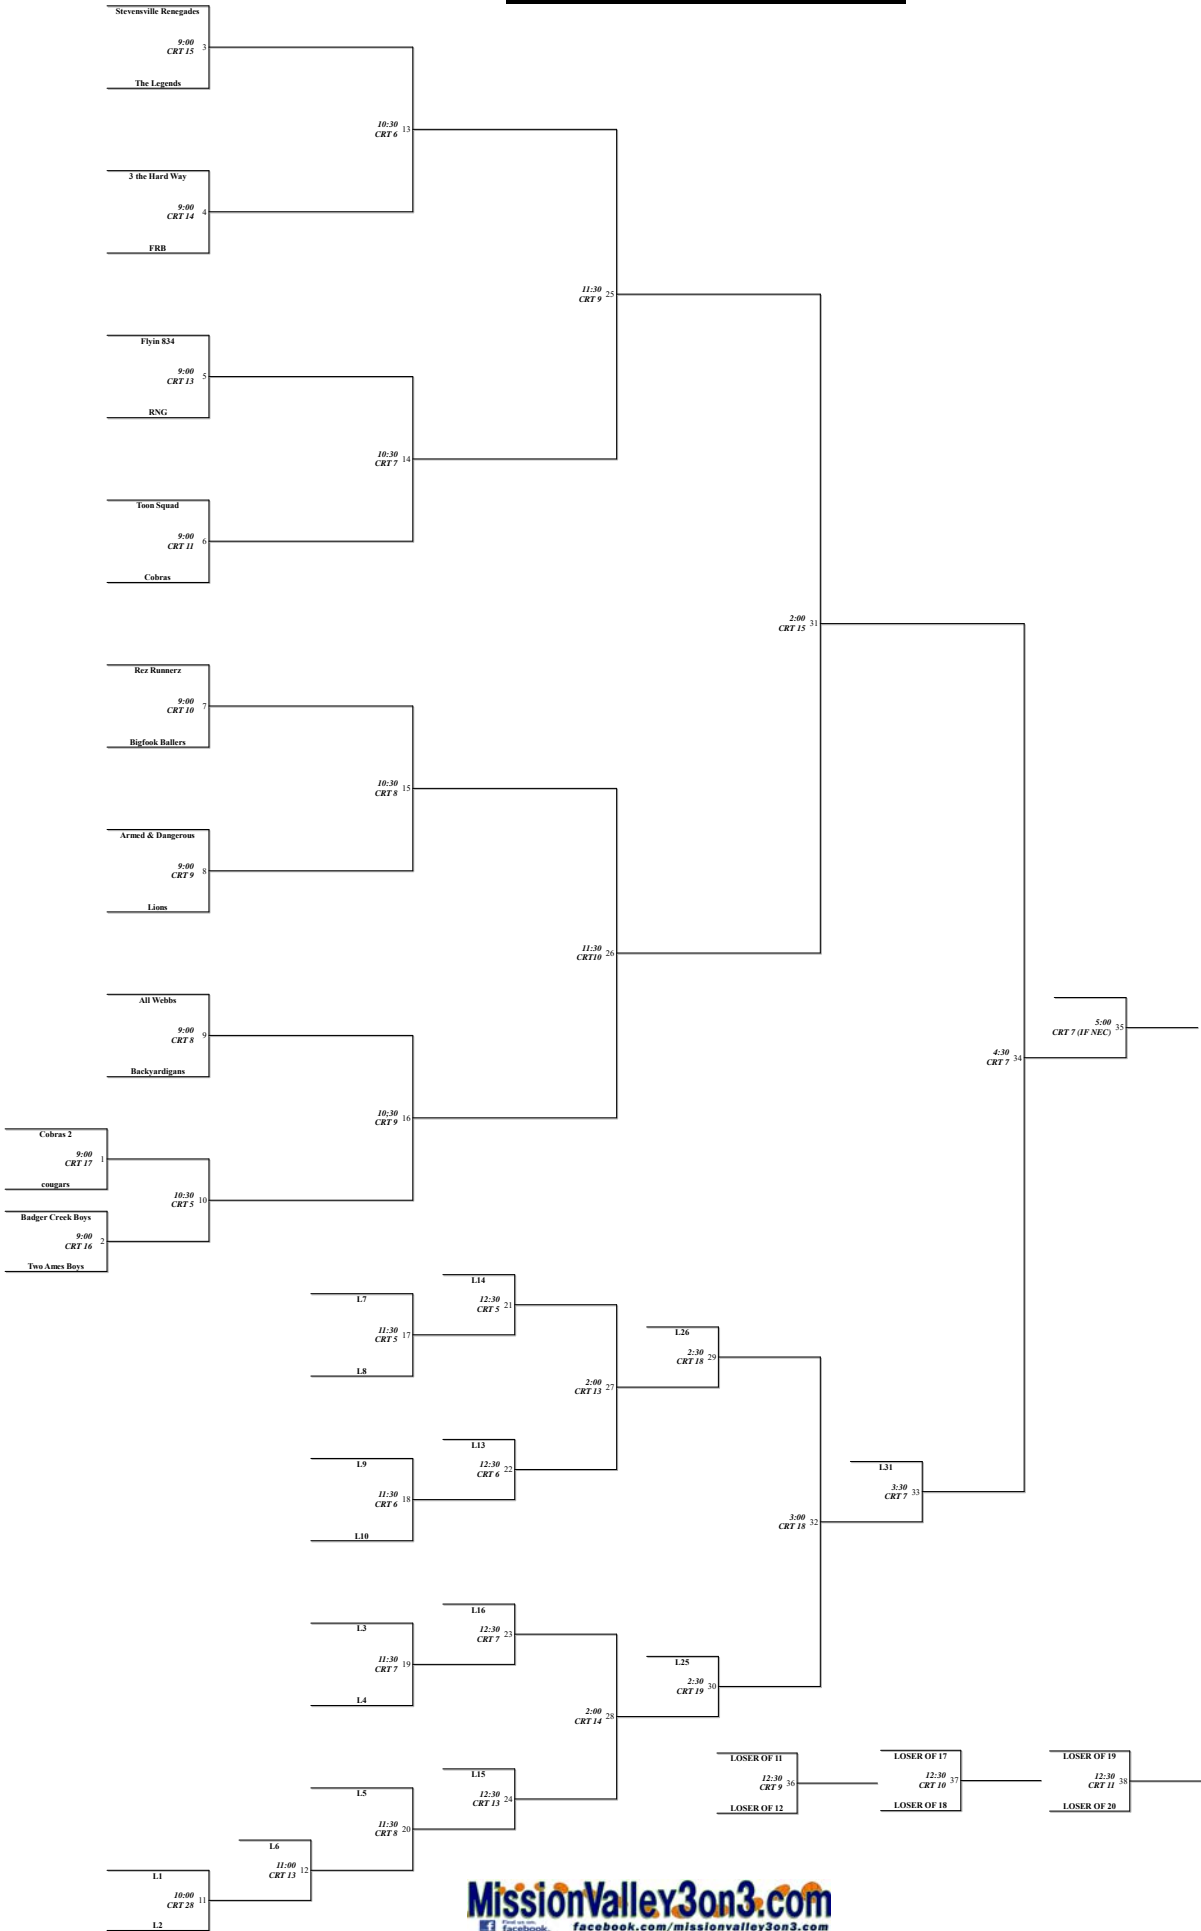 Stevensville Renegades
9:00
CRT 15
3
The Legends
10:30
CRT 6
13
3 the Hard Way
9:00
CRT 14
4
FRB
11:30
CRT 9
25
Flyin 834
9:00
CRT 13
5
RNG
10:30
CRT 7
14
Toon Squad
9:00
CRT 11
6
Cobras
2:00
CRT 15
31
Rez Runnerz
9:00
CRT 10
7
Bigfook Ballers
10:30
CRT 8
15
Armed & Dangerous
9:00
CRT 9
8
Lions
11:30
CRT10
26
All Webbs
9:00
CRT 8
9
Backyardigans
5:00
CRT 7 (IF NEC)
35
4:30
CRT 7
34
10;30
CRT 9
16
Cobras 2
9:00
CRT 17
1
cougars
10:30
CRT 5
10
Badger Creek Boys
9:00
CRT 16
2
Two Ames Boys
L14
12:30
CRT 5
21
L7
11:30
CRT 5
17
L8
L26
2:30
CRT 18
29
2:00
CRT 13
27
L13
12:30
CRT 6
22
L9
11:30
CRT 6
18
L10
L31
3:30
CRT 7
33
3:00
CRT 18
32
L16
12:30
CRT 7
23
L3
11:30
CRT 7
19
L4
L25
2:30
CRT 19
30
2:00
CRT 14
28
L15
12:30
CRT 13
24
L5
11:30
CRT 8
20
L6
11:00
CRT 13
12
L1
10:00
CRT 28
11
L2
LOSER OF 11
12:30
CRT 9
36
LOSER OF 12
LOSER OF 17
12:30
CRT 10
37
LOSER OF 18
LOSER OF 19
12:30
CRT 11
38
LOSER OF 20
MissionValley3on3.com
Find us on
facebook.
facebook.com/missionvalley3on3.com